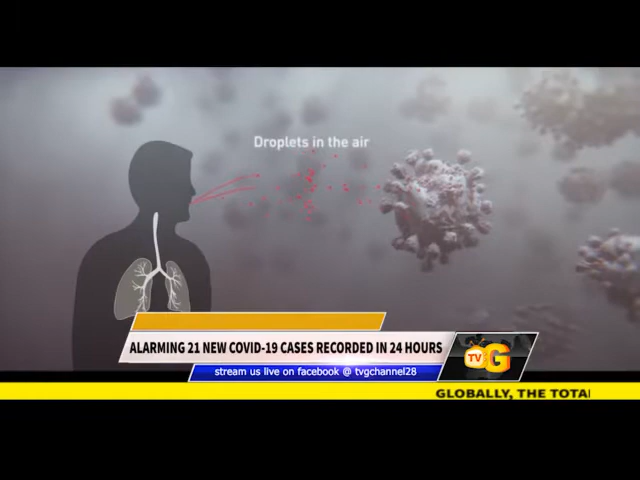 Droplets in the air
ALARMING 21 NEW COVID-19 CASES RECORDED IN 24 HOURS
TVG
stream us live on facebook @ tvgchannel28
GLOBALLY, THE TOTA